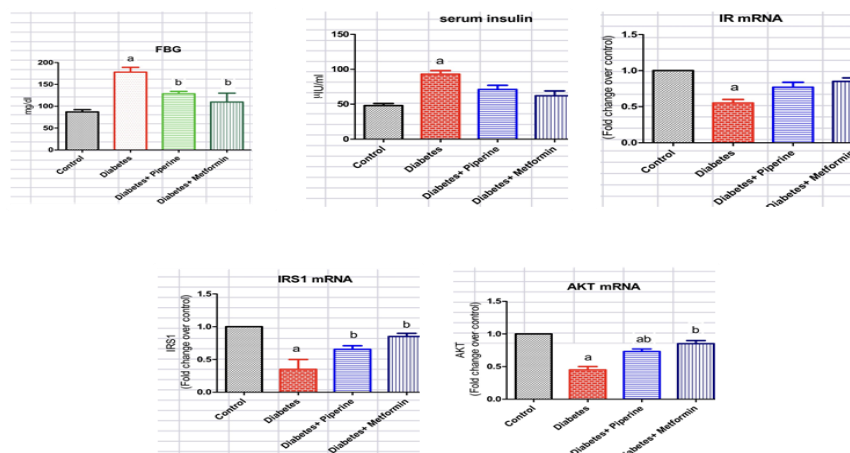 FBG
mg/dl
200
150
100
50
0
a
b
b
Control
Diabetes
Diabetes+ Piperine
Diabetes+ Metformin
serum insulin
µU/ml
150
100
50
0
a
Control
Diabetes
Diabetes+ Piperine
Diabetes+ Metformin
IR mRNA
(Fold change over control)
1.5
1.0
0.5
0.0
a
Control
Diabetes
Diabetes+ Piperine
Diabetes+ Metformin
IRS1 mRNA
IRS1
(Fold change over control)
1.5
1.0
0.5
0.0
a
b
b
Control
Diabetes
Diabetes+ Piperine
Diabetes+ Metformin
AKT mRNA
AKT
(Fold change over control)
1.5
1.0
0.5
0.0
a
ab
b
Control
Diabetes
Diabetes+ Piperine
Diabetes+ Metformin